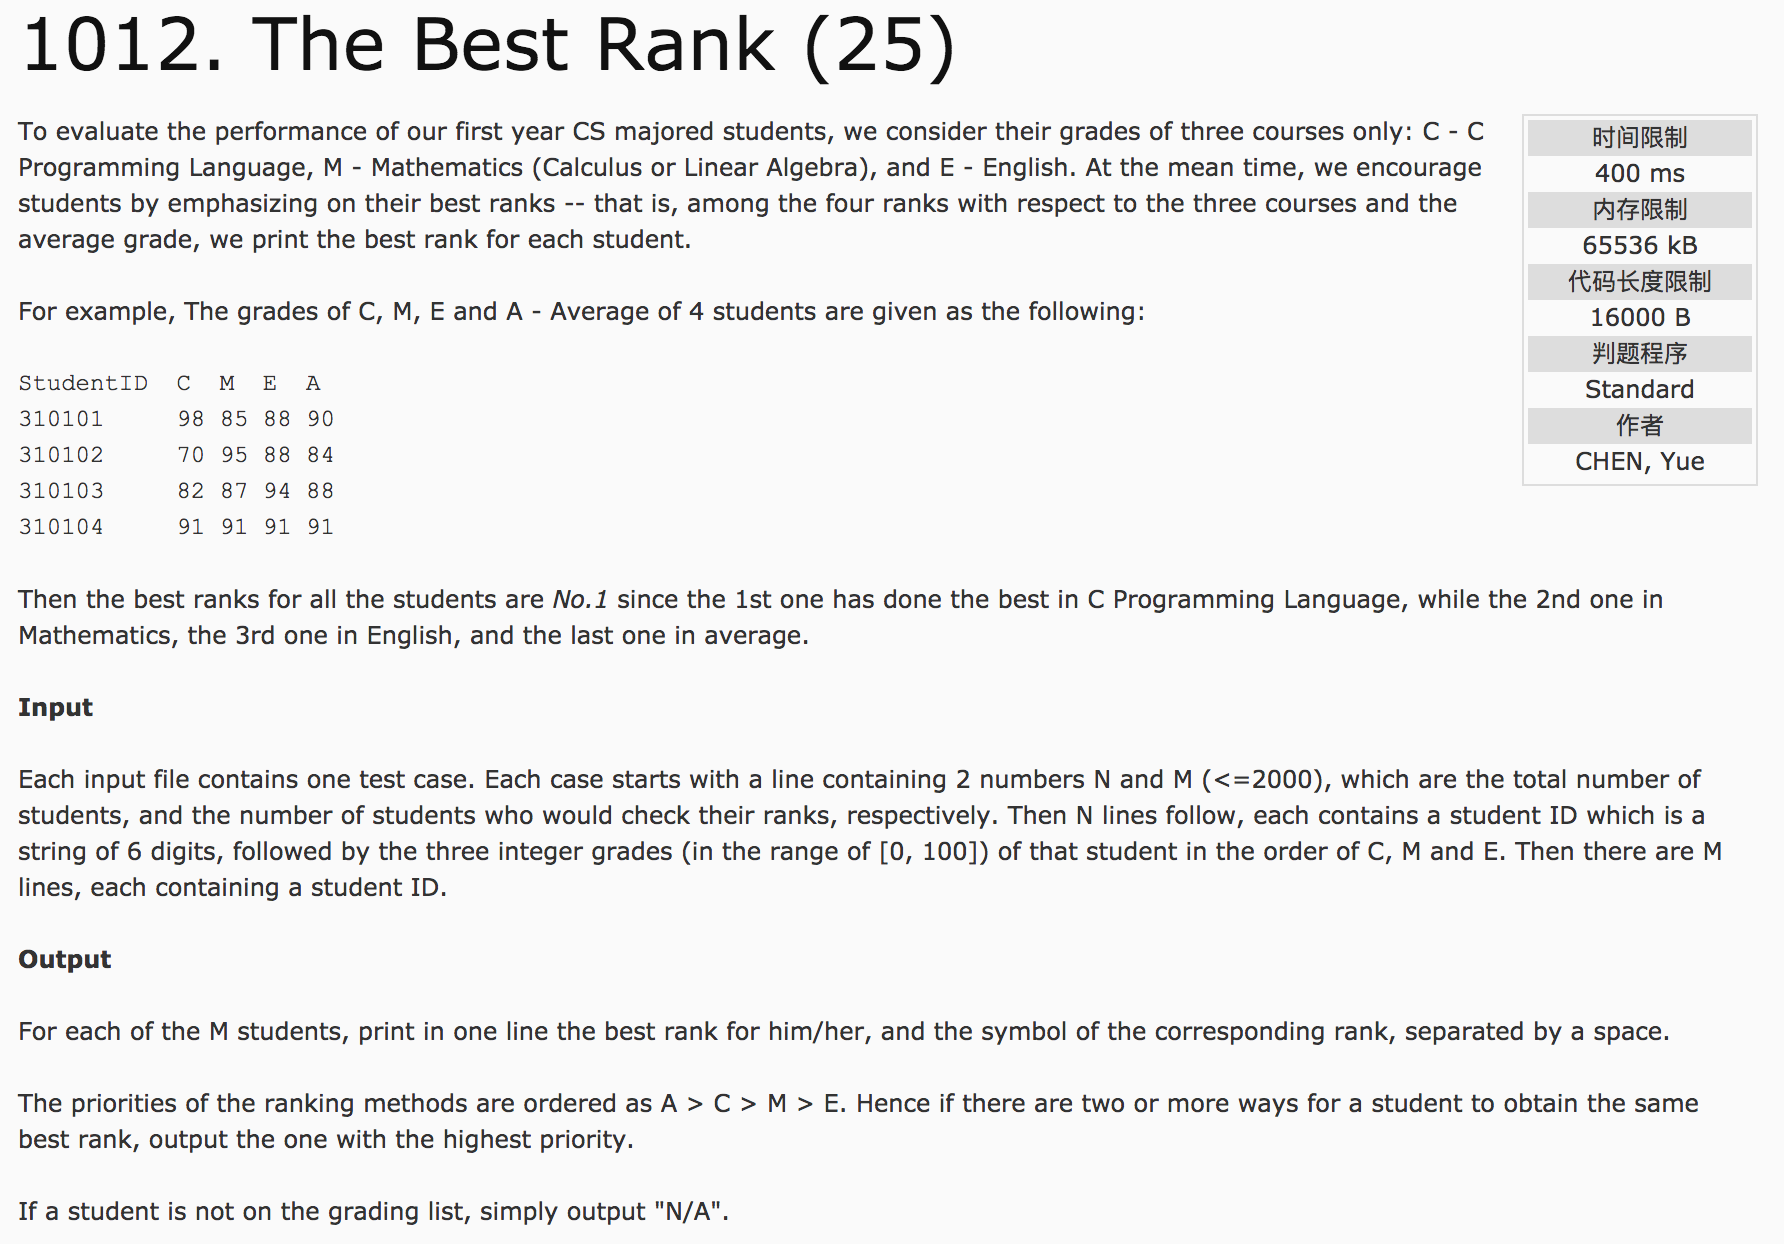 1012. The Best Rank (25)
To evaluate the performance of our first year CS majored students, we consider their grades of three courses only: C - C
Programming Language, M - Mathematics (Calculus or Linear Algebra), and E - English. At the mean time, we encourage
students by emphasizing on their best ranks -- that is, among the four ranks with respect to the three courses and the
average grade, we print the best rank for each student.
时间限制
400 ms
内存限制
65536 kB
代码长度限制
16000 B
判题程序
Standard
作者
CHEN, Yue
For example, The grades of C, M, E and A - Average of 4 students are given as the following:
StudentID C M E A
310101 98 85 88 90
310102 70 95 88 84
310103 82 87 94 88
310104 91 91 91 91
Then the best ranks for all the students are No.1 since the 1st one has done the best in C Programming Language, while the 2nd one in
Mathematics, the 3rd one in English, and the last one in average.
Input
Each input file contains one test case. Each case starts with a line containing 2 numbers N and M (<=2000), which are the total number of
students, and the number of students who would check their ranks, respectively. Then N lines follow, each contains a student ID which is a
string of 6 digits, followed by the three integer grades (in the range of [0, 100]) of that student in the order of C, M and E. Then there are M
lines, each containing a student ID.
Output
For each of the M students, print in one line the best rank for him/her, and the symbol of the corresponding rank, separated by a space.
The priorities of the ranking methods are ordered as A > C > M > E. Hence if there are two or more ways for a student to obtain the same
best rank, output the one with the highest priority.
If a student is not on the grading list, simply output "N/A".